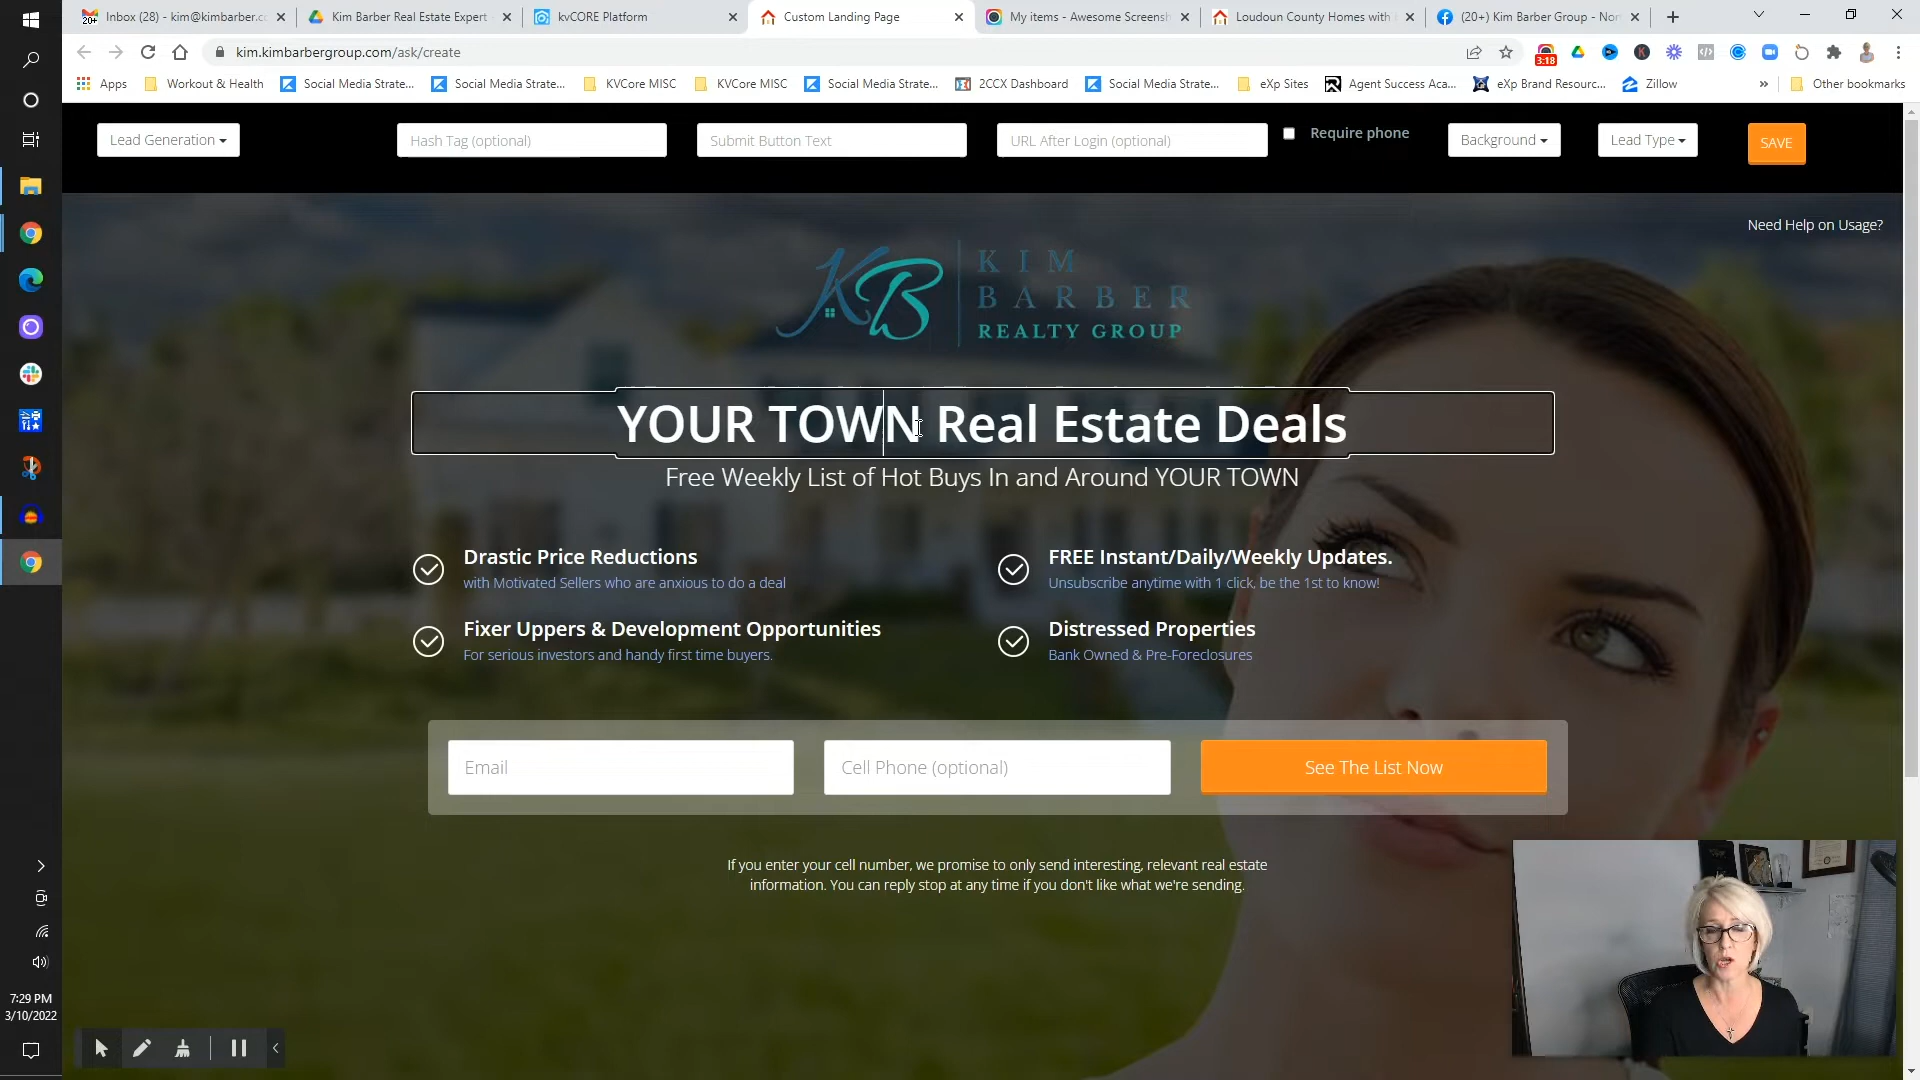 Inbox (28) - kim@kimbarber.c
Kim Barber Real Estate Expert
kvCORE Platform
Custom Landing Page
My items - Awesome Screensh
Loudoun County Homes with
(20+) Kim Barber Group - Nor
kim.kimbarbergroup.com/ask/create
3:18
Apps
Workout & Health
Social Media Strate...
Social Media Strate...
KVCore MISC
KVCore MISC
Social Media Strate...
2CCX Dashboard
Social Media Strate...
eXp Sites
Agent Success Aca...
eXp Brand Resourc...
Zillow
Other bookmarks
Lead Generation
Hash Tag (optional)
Submit Button Text
URL After Login (optional)
Require phone
Background
Lead Type
SAVE
Need Help on Usage?
KB
KIM
BARBER
REALTY GROUP
YOUR TOWN Real Estate Deals
Free Weekly List of Hot Buys In and Around YOUR TOWN
Drastic Price Reductions
with Motivated Sellers who are anxious to do a deal
FREE Instant/Daily/Weekly Updates.
Unsubscribe anytime with 1 click, be the 1st to know!
Fixer Uppers & Development Opportunities
For serious investors and handy first time buyers.
Distressed Properties
Bank Owned & Pre-Foreclosures
Email
Cell Phone (optional)
See The List Now
If you enter your cell number, we promise to only send interesting, relevant real estate
information. You can reply stop at any time if you don't like what we're sending.
7:29 PM
3/10/2022